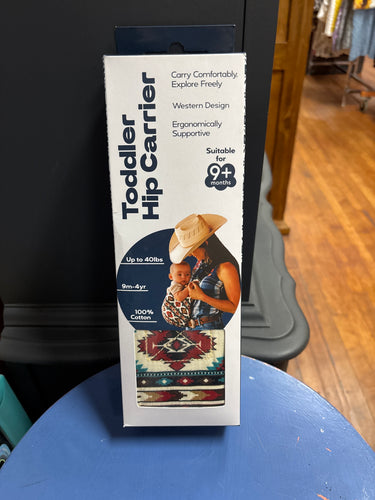 Toddler
Hip Carrier
Carry Comfortably,
Explore Freely
Western Design
Ergonomically
Supportive
Suitable
for
9+
months
Up to 40lbs
9m-4yr
100%
Cotton